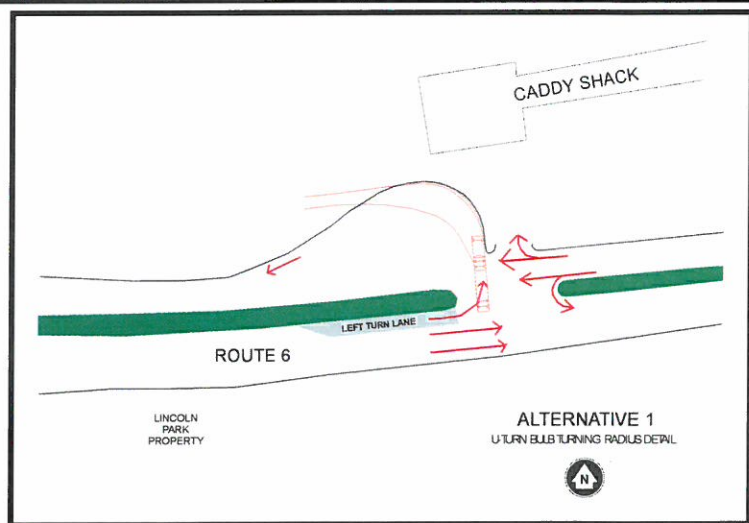 CADDY SHACK
LEFT TURN LANE
ROUTE 6
LINCOLN
PARK
PROPERTY
ALTERNATIVE 1
U-TURN BULB TURNING RADIUS DETAIL
N